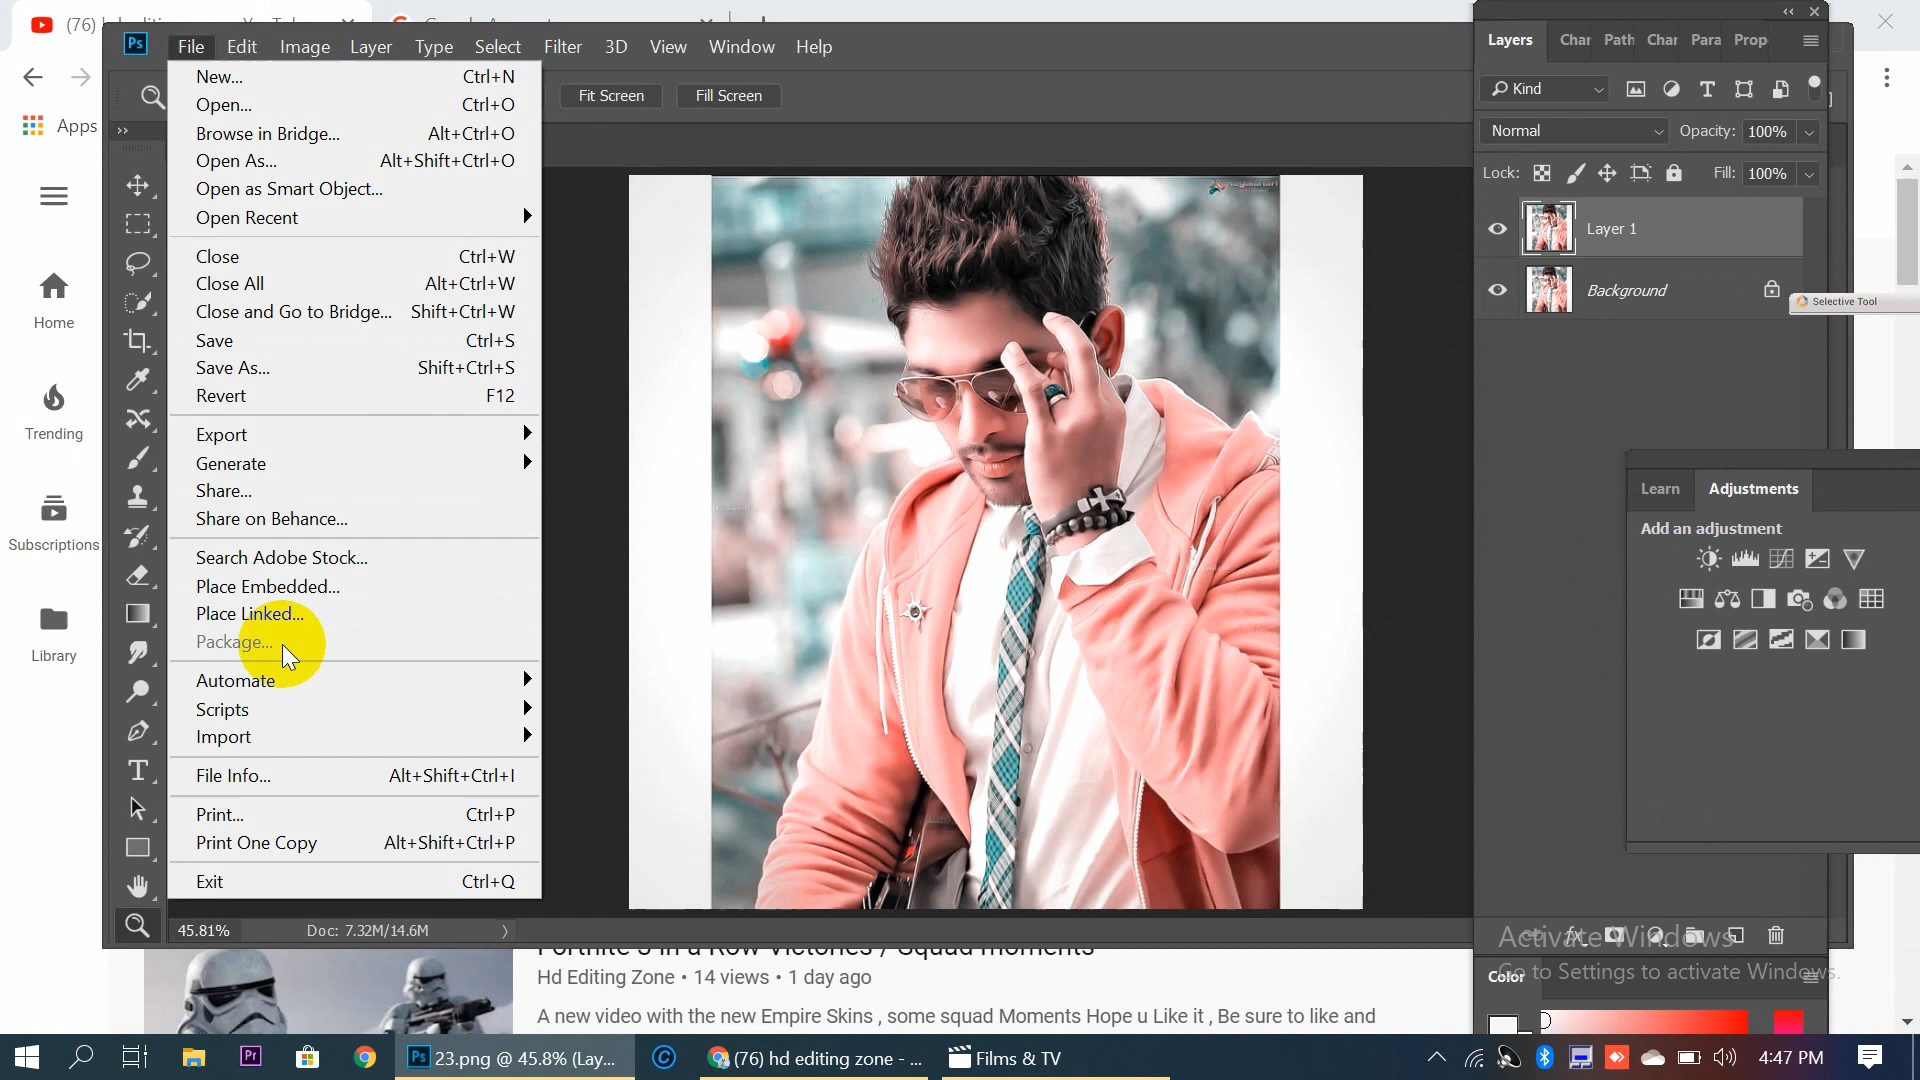 (76)
File Edit Image Layer Type Select Filter 3D View Window Help
Fit Screen Fill Screen
Apps
Home
Trending
Subscriptions
Library
New... Ctrl+N
Open... Ctrl+O
Browse in Bridge... Alt+Ctrl+O
Open As... Alt+Shift+Ctrl+O
Open as Smart Object...
Open Recent
Close Ctrl+W
Close All Alt+Ctrl+W
Close and Go to Bridge... Shift+Ctrl+W
Save Ctrl+S
Save As... Shift+Ctrl+S
Revert F12
Export
Generate
Share...
Share on Behance...
Search Adobe Stock...
Place Embedded...
Place Linked...
Package...
Automate
Scripts
Import
File Info... Alt+Shift+Ctrl+I
Print... Ctrl+P
Print One Copy Alt+Shift+Ctrl+P
Exit Ctrl+Q
45.81% Doc: 7.32M/14.6M
Layers Char Path Char Para Prop
Kind
Normal Opacity: 100%
Lock: Fill: 100%
Layer 1
Background
Selective Tool
Learn Adjustments
Add an adjustment
Activate Windows
Go to Settings to activate Windows.
Color
Fortnite 3 in a Row Victories / Squad moments
Hd Editing Zone • 14 views • 1 day ago
A new video with the new Empire Skins , some squad Moments Hope u Like it , Be sure to like and
Ps
Pr
Ps 23.png @ 45.8% (Lay...
(76) hd editing zone - ...
Films & TV
4:47 PM